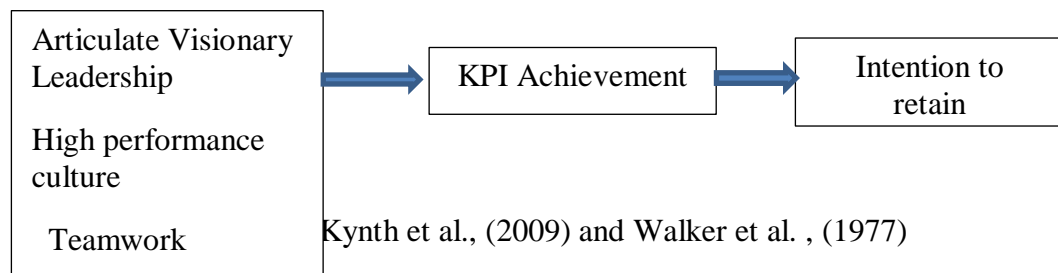 Articulate Visionary
Leadership
High performance
culture
Teamwork
KPI Achievement
Intention to
retain
Kynth et al., (2009) and Walker et al. , (1977)